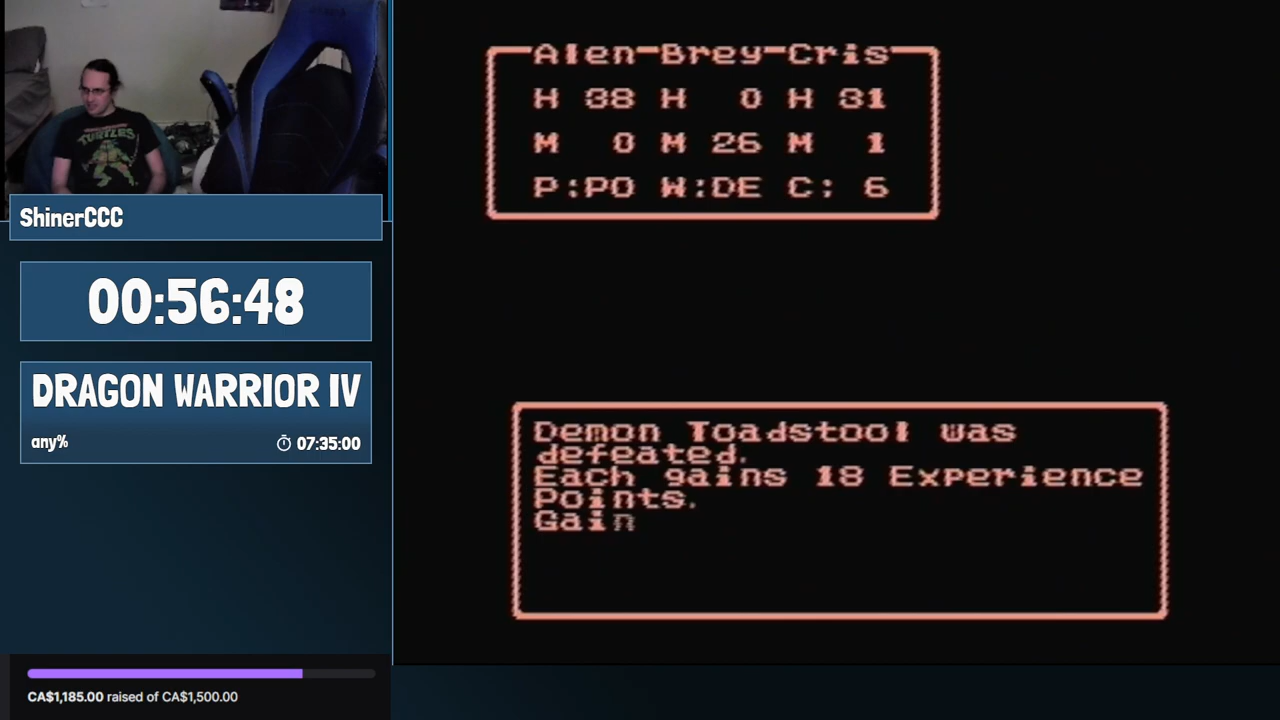 TURTLES
ShinerCCC
00:56:48
DRAGON WARRIOR IV
any%
07:35:00
CA$1,185.00 raised of CA$1,500.00
Alen Brey Cris
H 38 H 0 H 31
M 0 M 26 M 1
P:PO W:DE C: 6
Demon Toadstool was
defeated.
Each gains 18 Experience
Points.
Gain